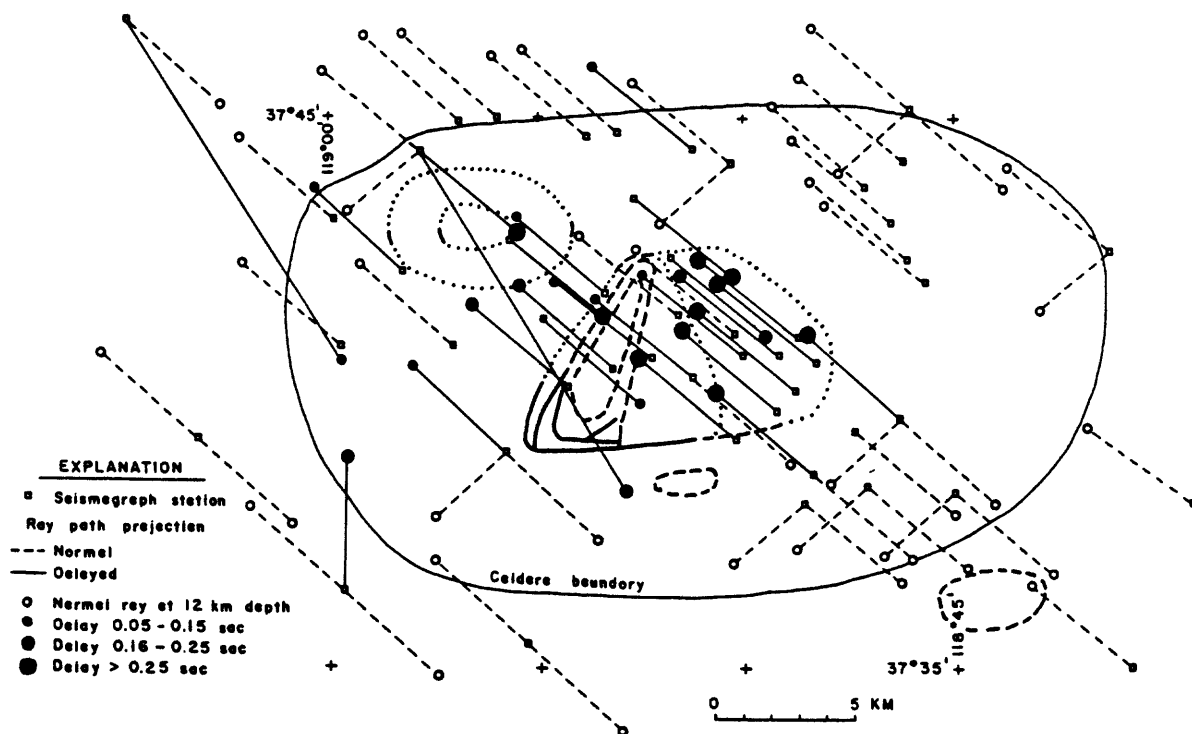 37°45'
119°00'
EXPLANATION
Seismegraph station
Rey peth prejectien
Nermel
Deleyed
Nermel rey et 12 km depth
Deley 0.05-0.15 sec
Deley 0.16-0.25 sec
Deley > 0.25 sec
Celdere beundery
118°45'
37°35'
0 5 KM